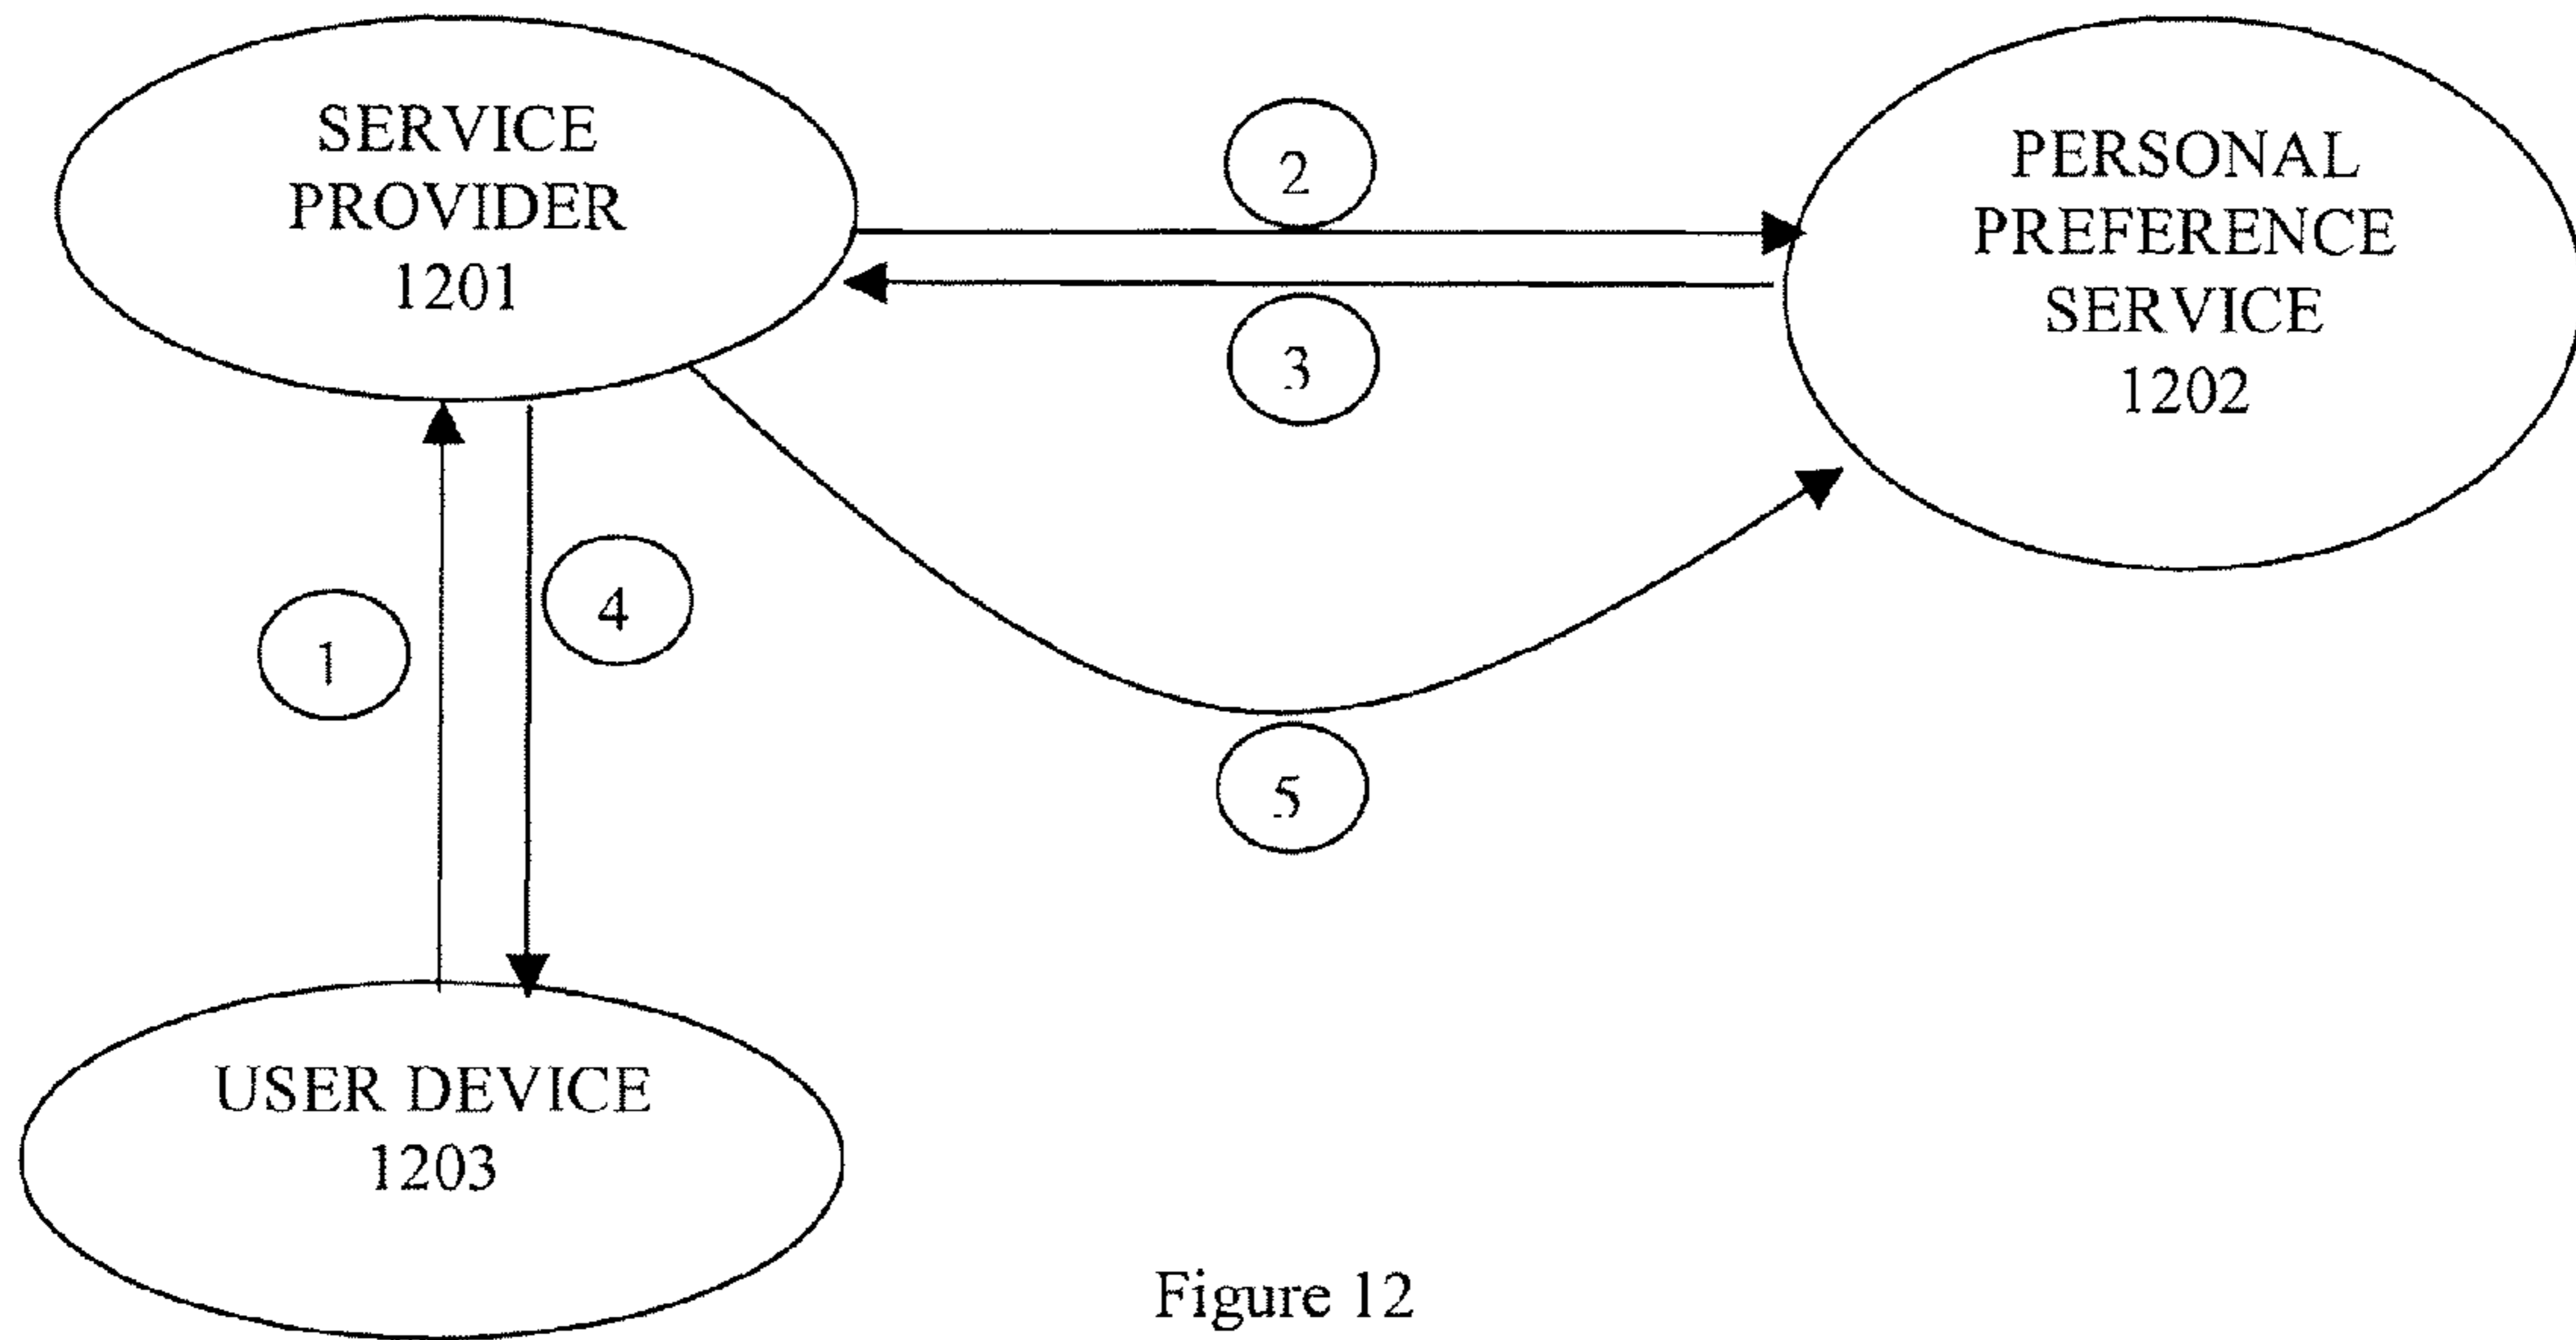 SERVICE
PROVIDER
1201
2
PERSONAL
PREFERENCE
SERVICE
1202
3
1
4
5
USER DEVICE
1203
Figure 12